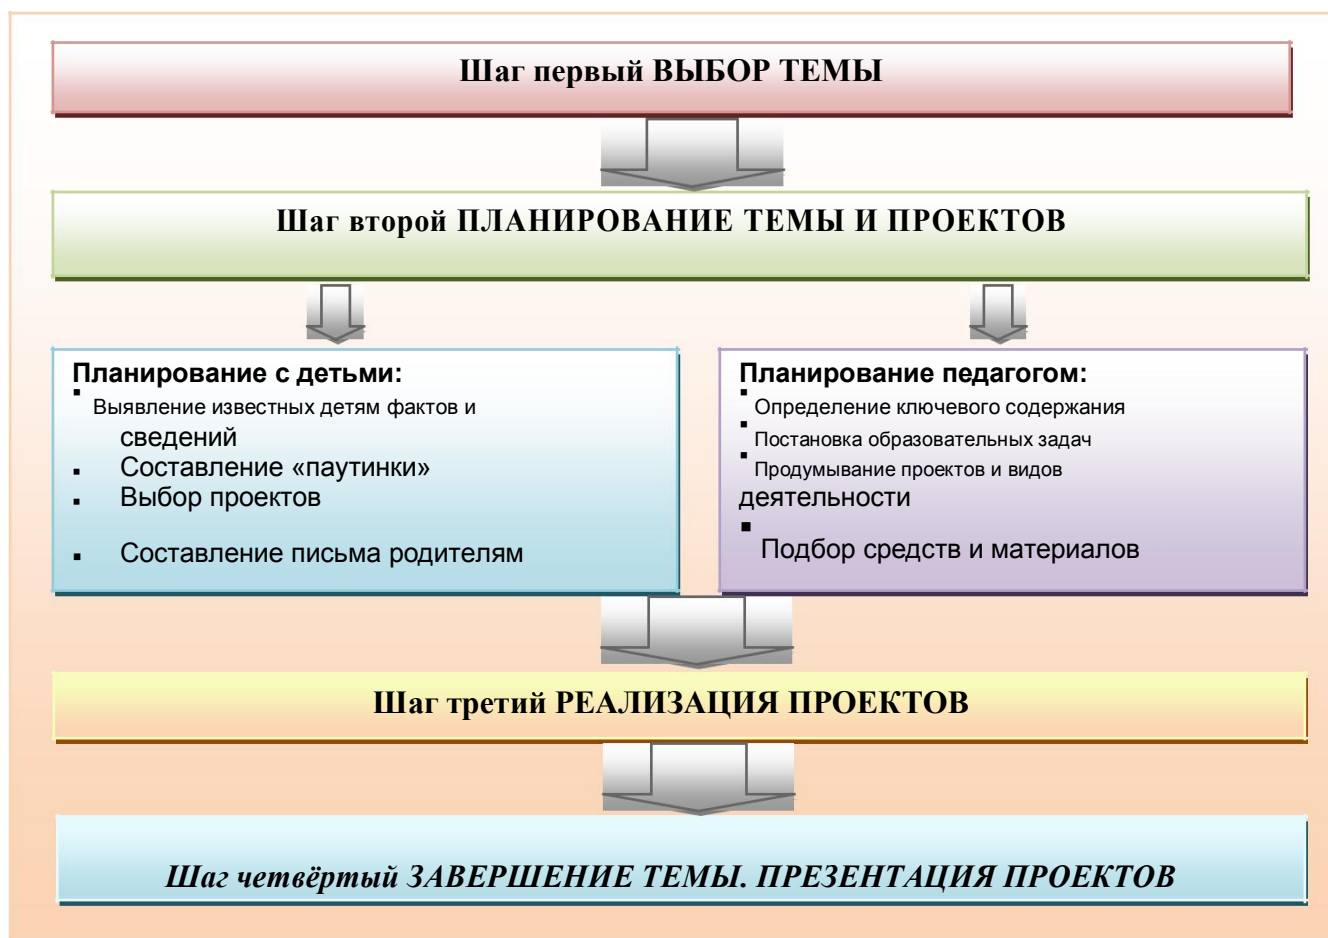 Шаг первый ВЫБОР ТЕМЫ
Шаг второй ПЛАНИРОВАНИЕ ТЕМЫ И ПРОЕКТОВ
Планирование с детьми:
▪ Выявление известных детям фактов и
сведений
▪ Составление «паутинки»
▪ Выбор проектов
▪ Составление письма родителям
Планирование педагогом:
▪ Определение ключевого содержания
▪ Постановка образовательных задач
▪ Продумывание проектов и видов
деятельности
▪ Подбор средств и материалов
Шаг третий РЕАЛИЗАЦИЯ ПРОЕКТОВ
Шаг четвёртый ЗАВЕРШЕНИЕ ТЕМЫ. ПРЕЗЕНТАЦИЯ ПРОЕКТОВ